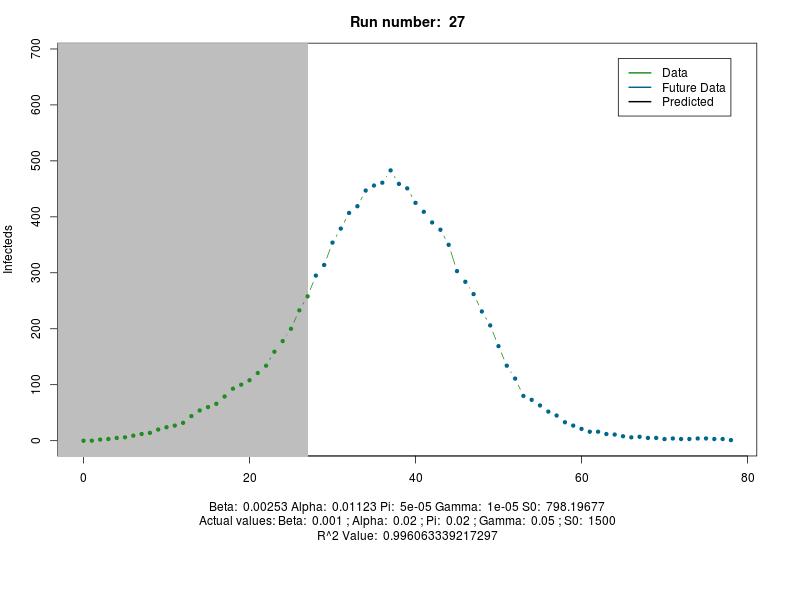 Run number: 27
700
600
500
400
300
200
100
0
Infecteds
Data
Future Data
Predicted
0 20 40 60 80
Beta: 0.00253 Alpha: 0.01123 Pi: 5e-05 Gamma: 1e-05 S0: 798.19677
Actual values: Beta: 0.001 ; Alpha: 0.02 ; Pi: 0.02 ; Gamma: 0.05 ; S0: 1500
R^2 Value: 0.996063339217297